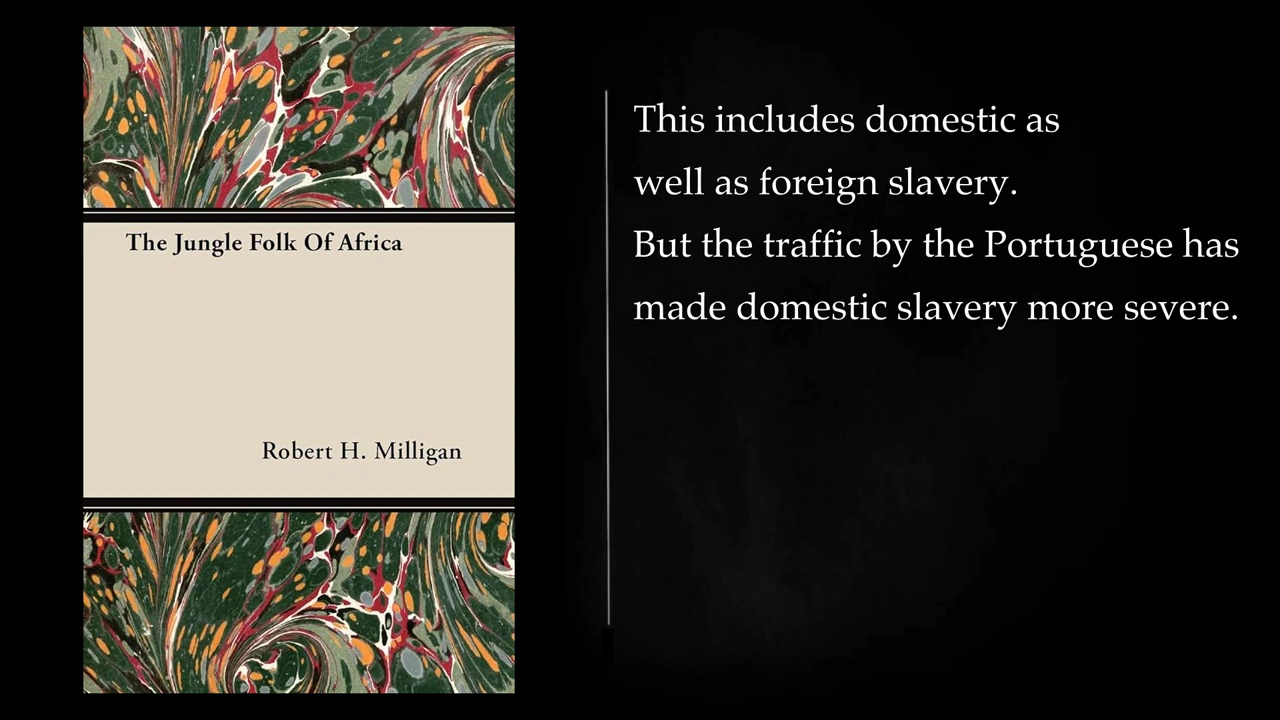 The Jungle Folk Of Africa
Robert H. Milligan
This includes domestic as
well as foreign slavery.
But the traffic by the Portuguese has
made domestic slavery more severe.